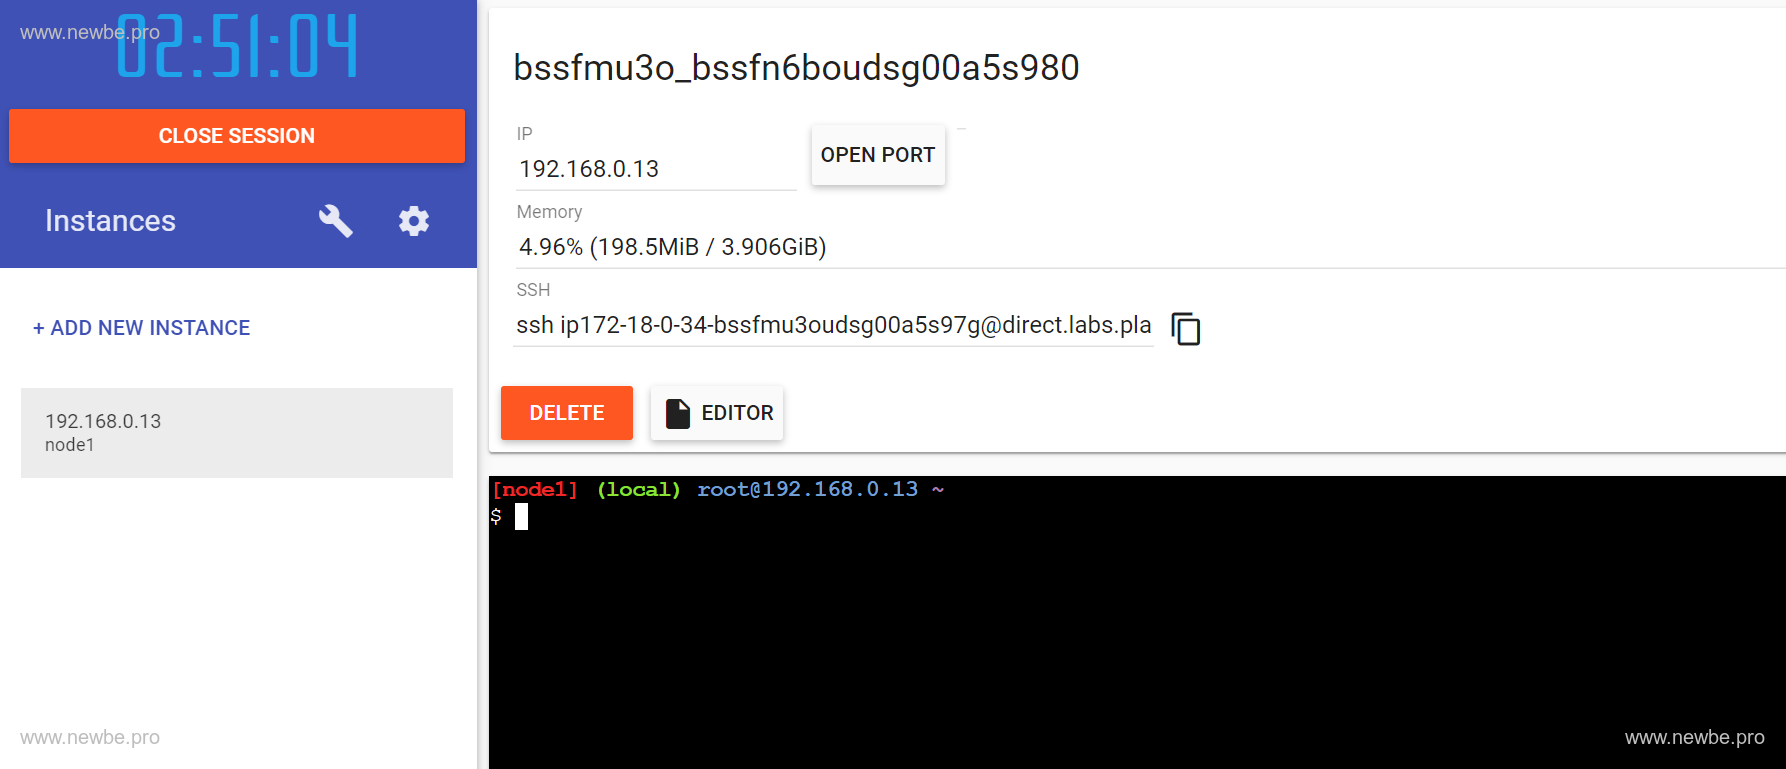 www.newbe.pro
02:51:04
CLOSE SESSION
Instances
+ ADD NEW INSTANCE
192.168.0.13
node1
www.newbe.pro
bssfmu3o_bssfn6boudsg00a5s980
IP
192.168.0.13
OPEN PORT
Memory
4.96% (198.5MiB / 3.906GiB)
SSH
ssh ip172-18-0-34-bssfmu3oudsg00a5s97g@direct.labs.pla
DELETE
EDITOR
[node1] (local) root@192.168.0.13 ~
$
www.newbe.pro